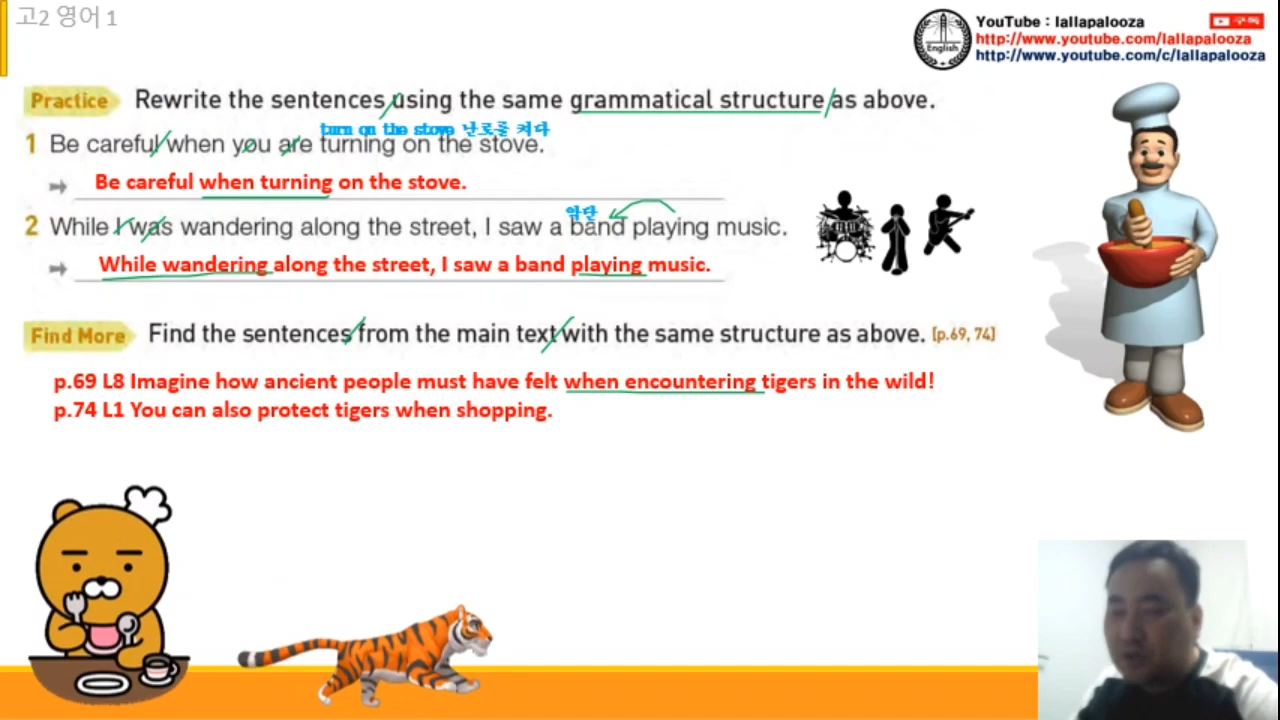 고2 영어 1
YouTube : lallapalooza 구독
http://www.youtube.com/lallapalooza
http://www.youtube.com/c/lallapalooza
English
Practice Rewrite the sentences using the same grammatical structure as above.
turn on the stove 난로를 켜다
1 Be careful when you are turning on the stove.
➡ Be careful when turning on the stove.
악단
2 While I was wandering along the street, I saw a band playing music.
➡ While wandering along the street, I saw a band playing music.
Find More Find the sentences from the main text with the same structure as above. [p.69, 74]
p.69 L8 Imagine how ancient people must have felt when encountering tigers in the wild!
p.74 L1 You can also protect tigers when shopping.